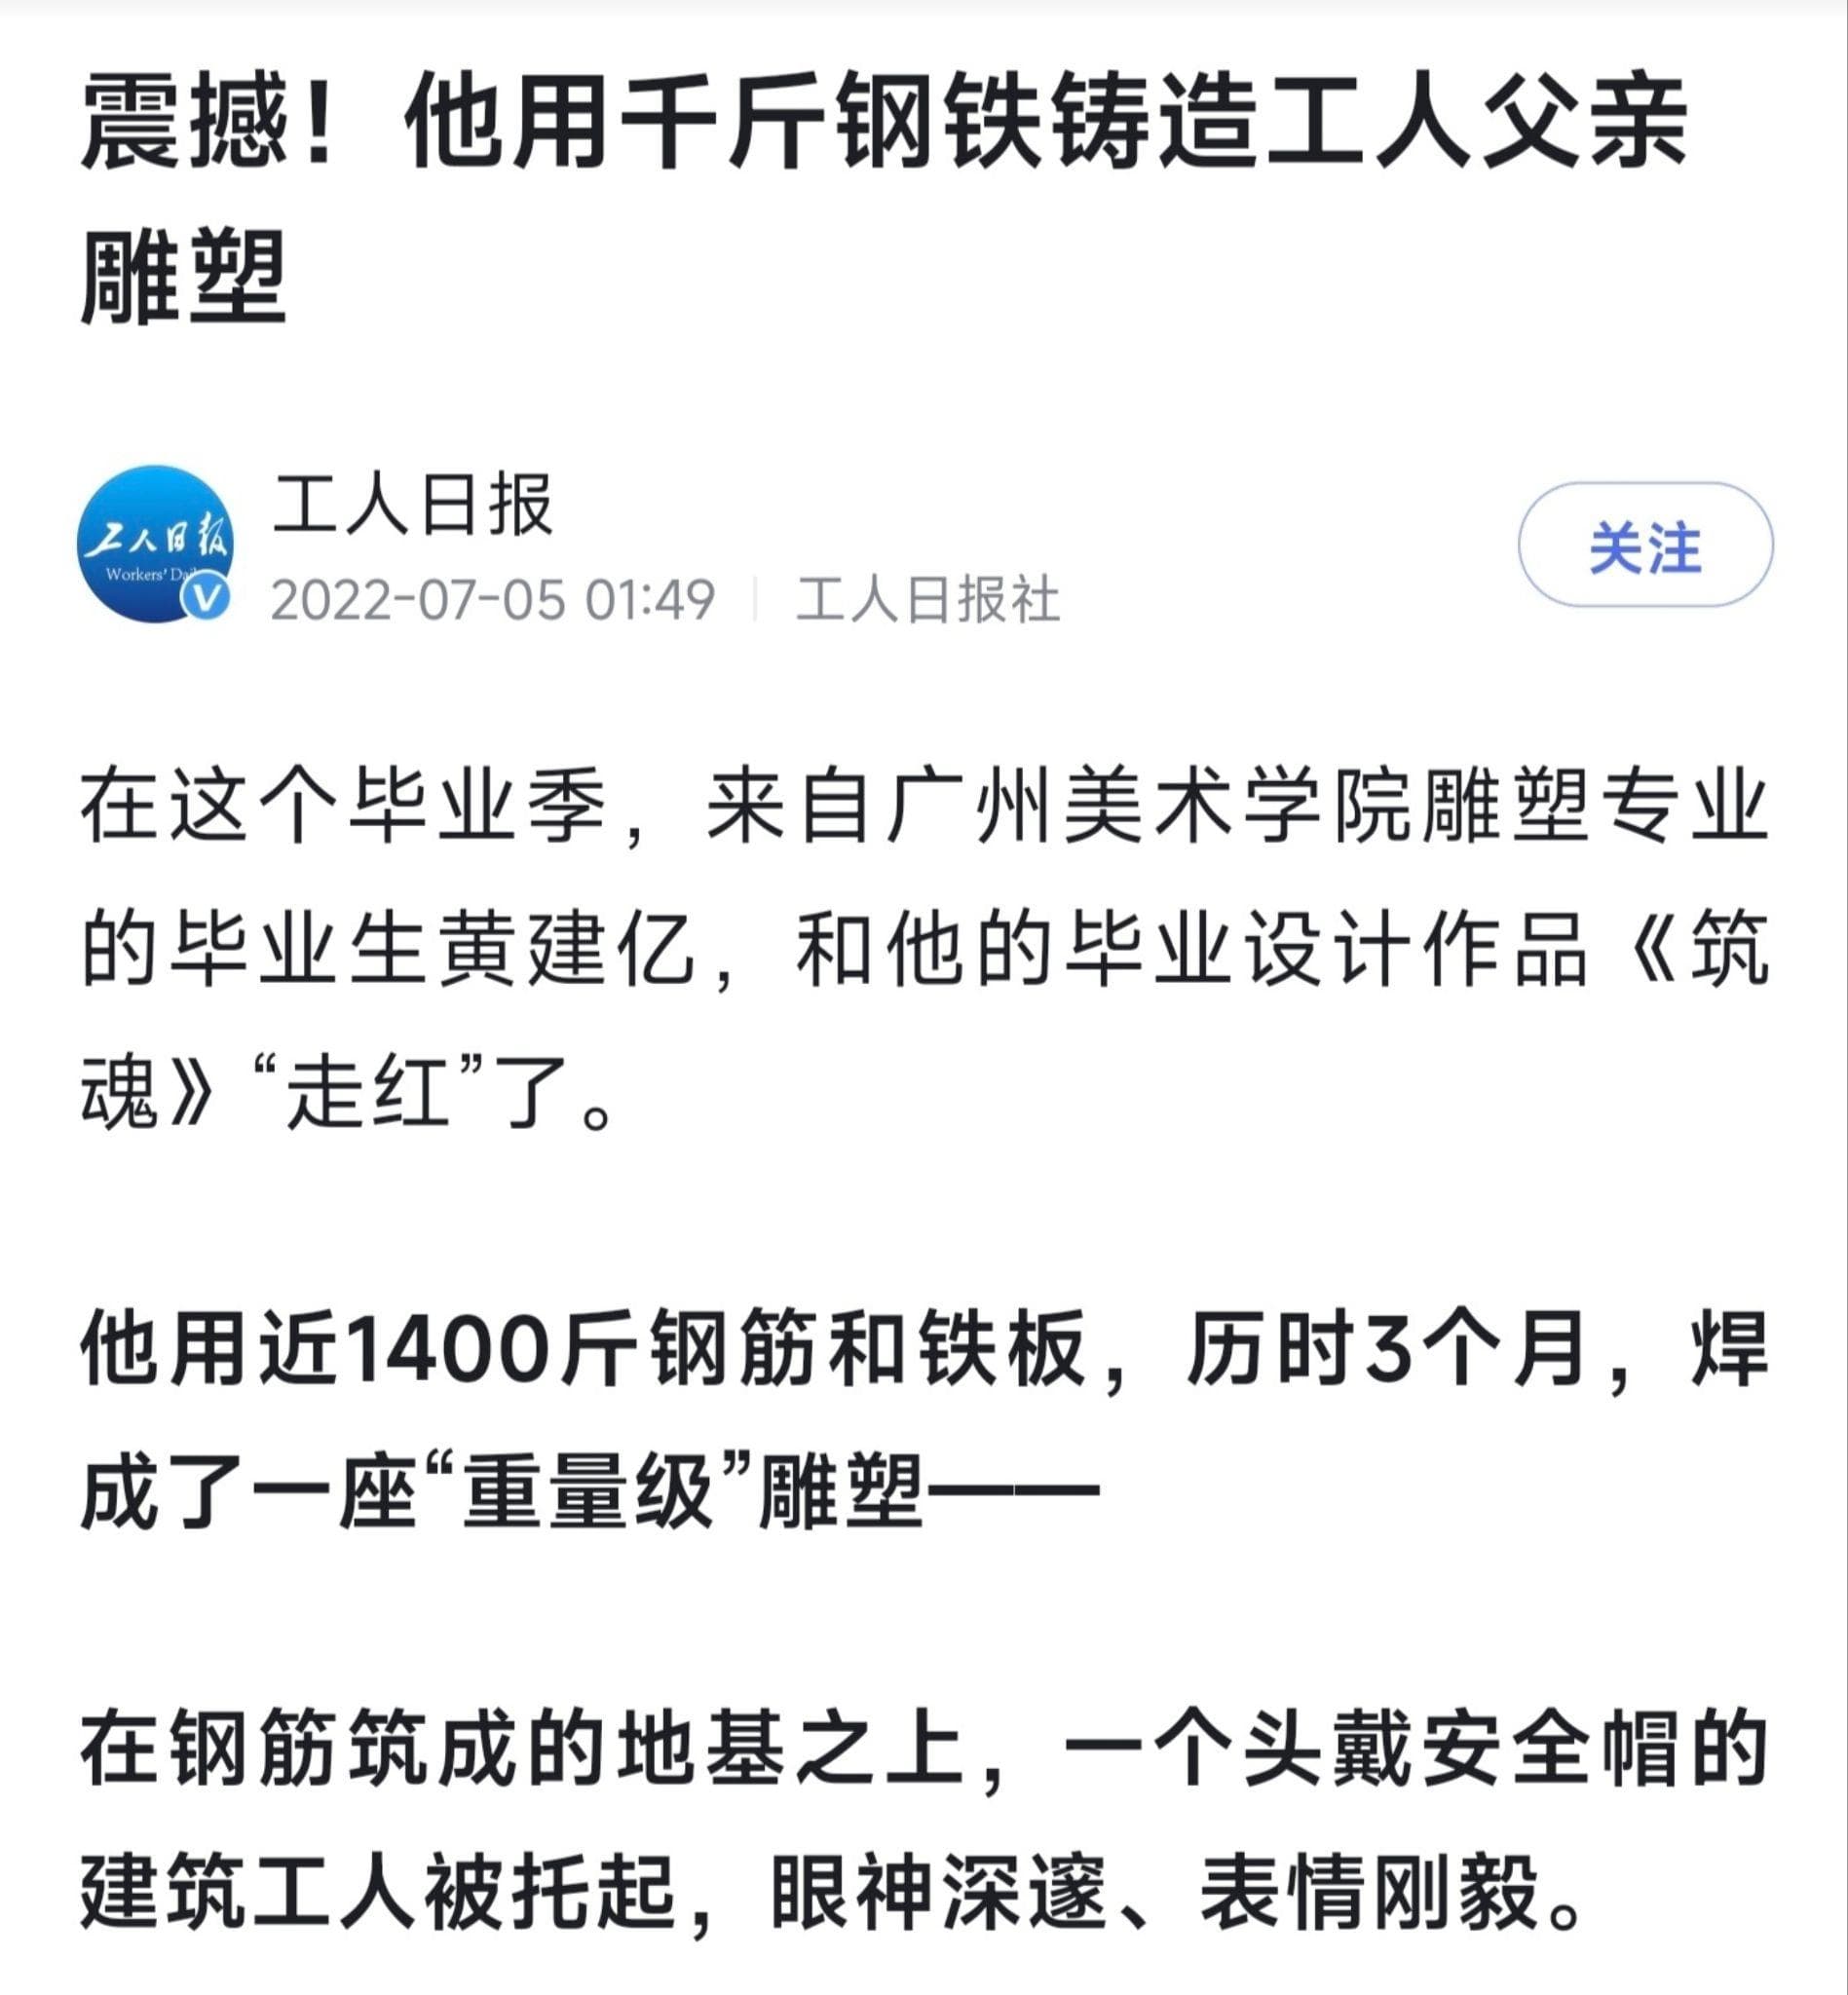 震撼！他用千斤钢铁铸造工人父亲
雕塑
工人日报
Workers' Dai
工人日报
2022-07-05 01:49 工人日报社
关注
在这个毕业季，来自广州美术学院雕塑专业
的毕业生黄建亿，和他的毕业设计作品《筑
魂》“走红”了。
他用近1400斤钢筋和铁板，历时3个月，焊
成了一座“重量级”雕塑——
在钢筋筑成的地基之上，一个头戴安全帽的
建筑工人被托起，眼神深邃、表情刚毅。